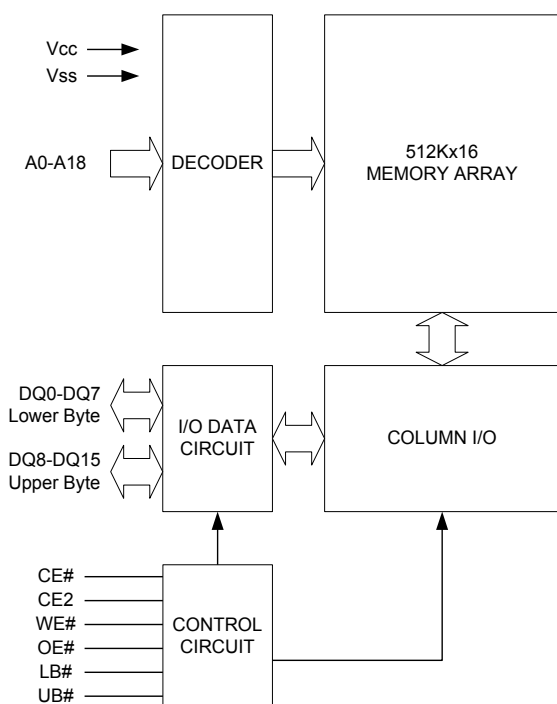 Vcc
Vss
A0-A18
DECODER
512Kx16
MEMORY ARRAY
DQ0-DQ7
Lower Byte
DQ8-DQ15
Upper Byte
I/O DATA
CIRCUIT
COLUMN I/O
CE#
CE2
WE#
OE#
LB#
UB#
CONTROL
CIRCUIT